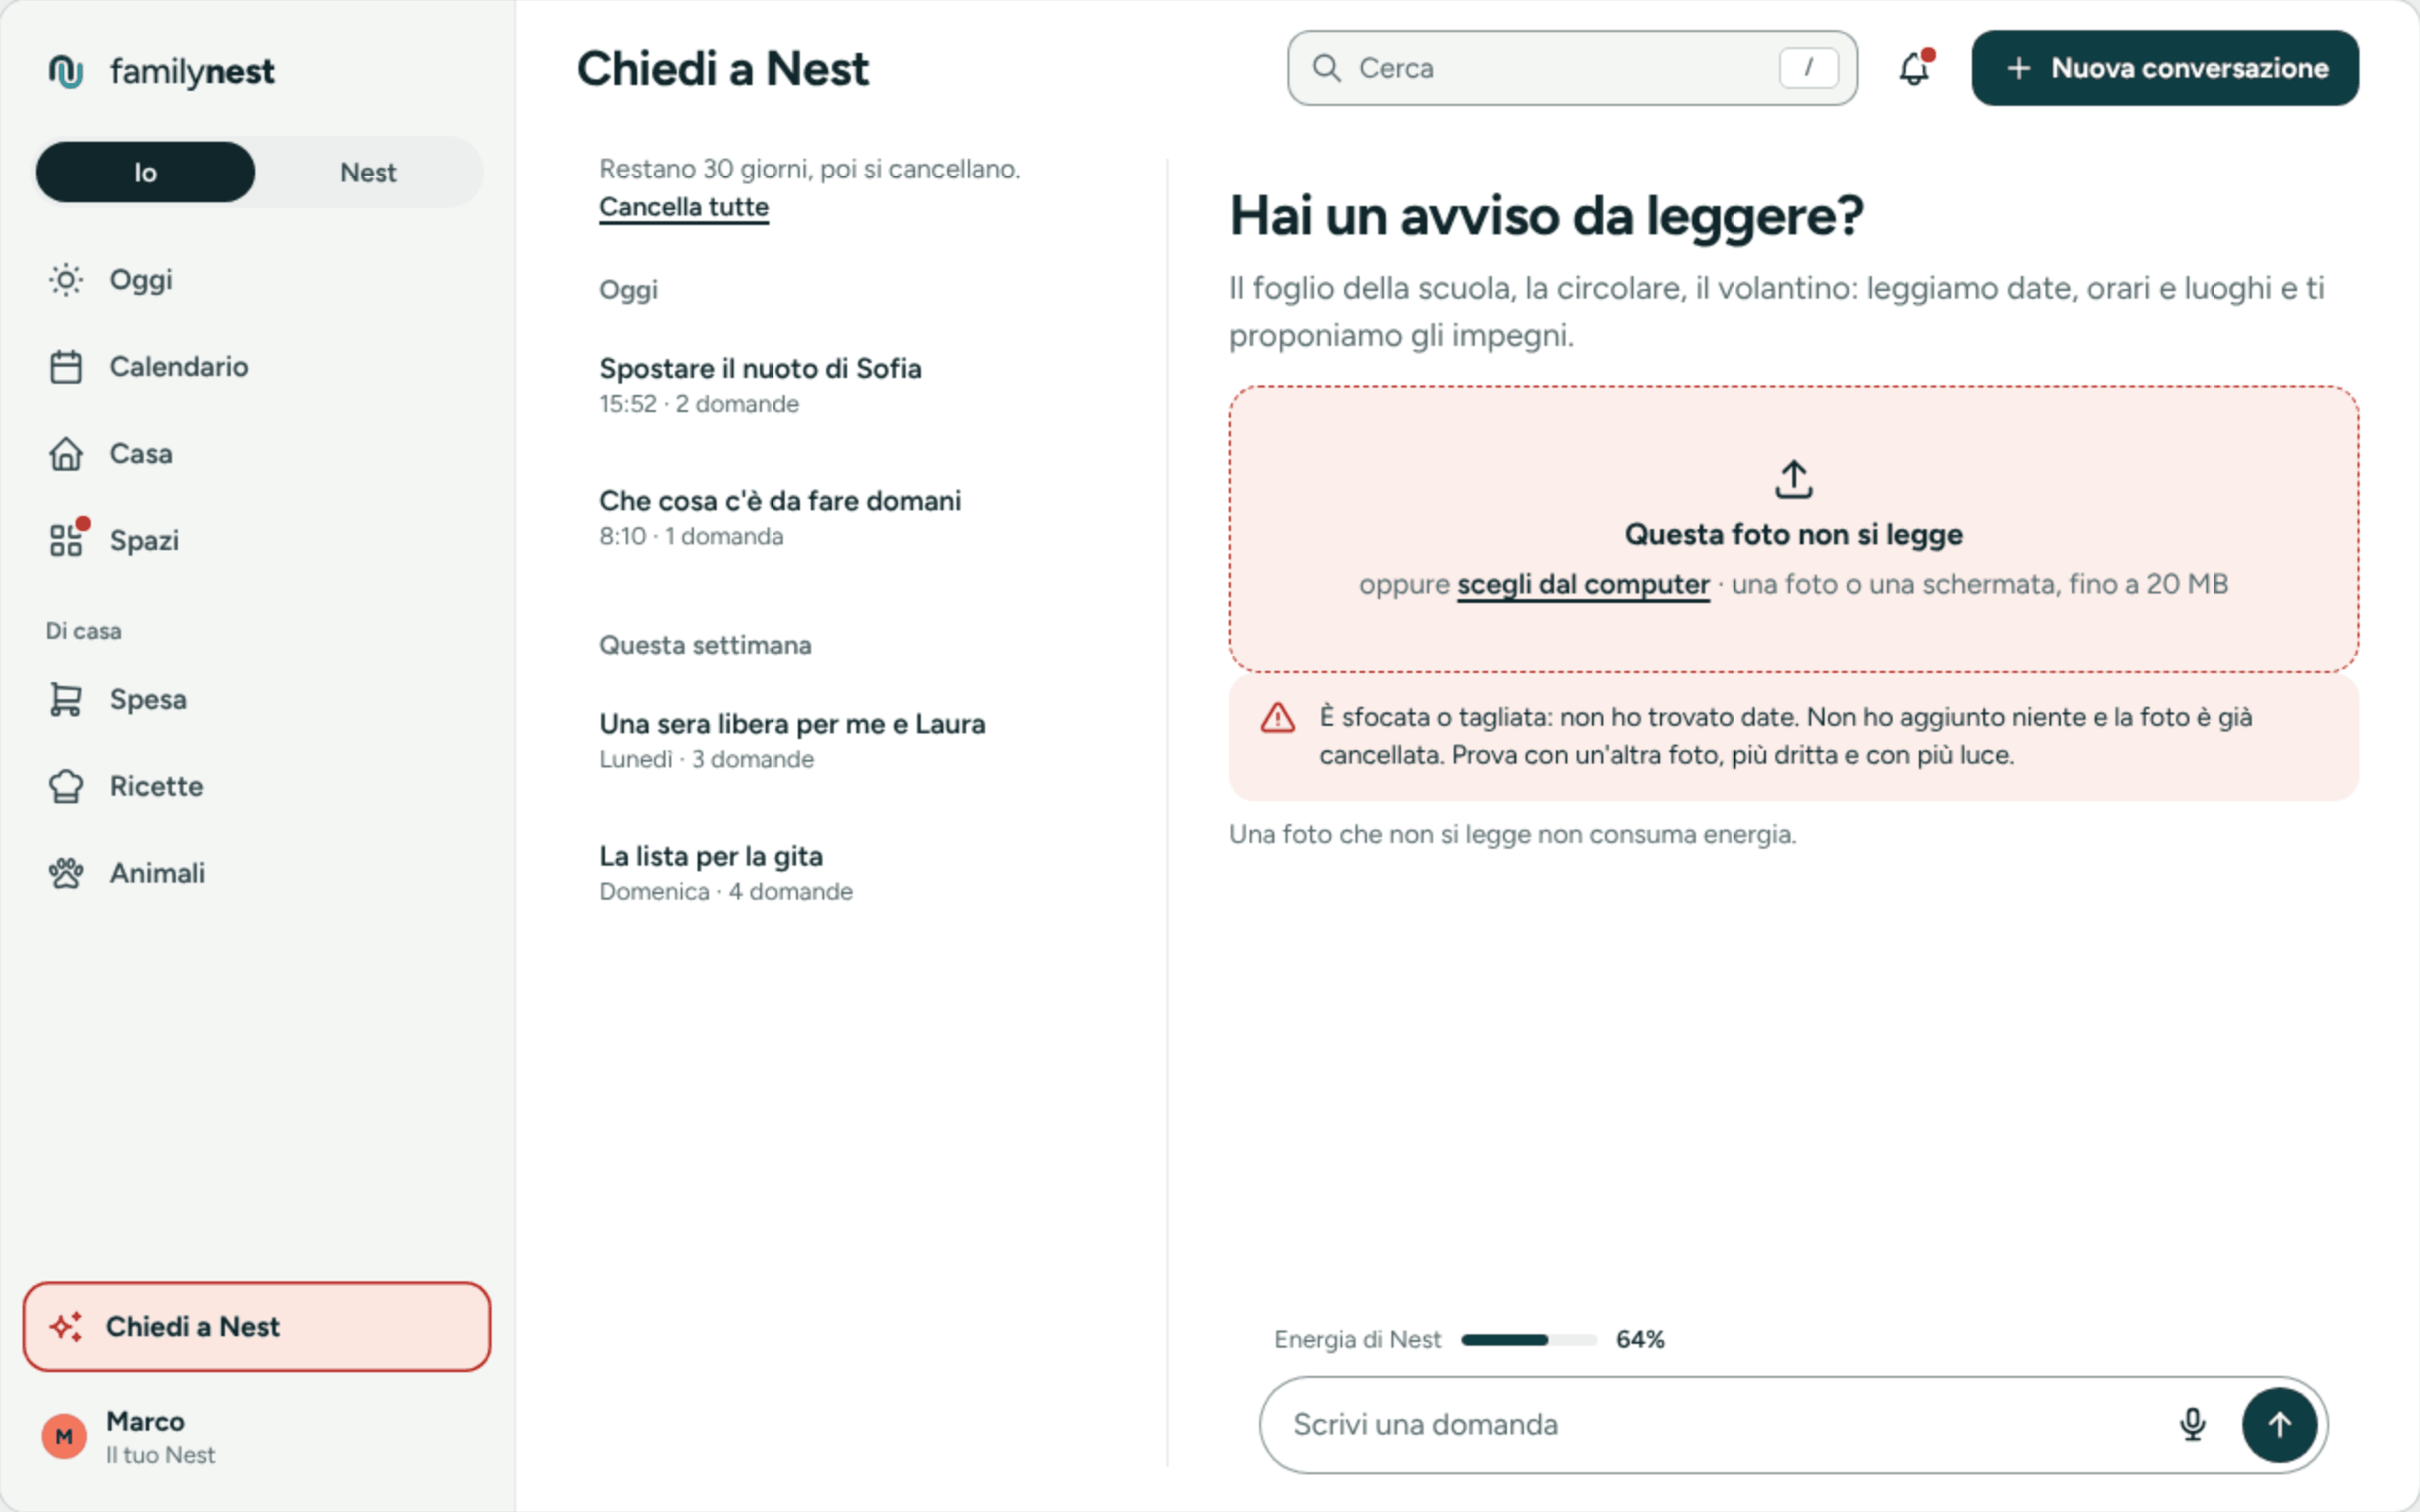 familynest
Io
Nest
Oggi
Calendario
Casa
Spazi
Di casa
Spesa
Ricette
Animali
Chiedi a Nest
M
Marco
Il tuo Nest
Chiedi a Nest
Cerca
/
+ Nuova conversazione
Restano 30 giorni, poi si cancellano.
Cancella tutte
Oggi
Spostare il nuoto di Sofia
15:52 · 2 domande
Che cosa c'è da fare domani
8:10 · 1 domanda
Questa settimana
Una sera libera per me e Laura
Lunedì · 3 domande
La lista per la gita
Domenica · 4 domande
Hai un avviso da leggere?
Il foglio della scuola, la circolare, il volantino: leggiamo date, orari e luoghi e ti
proponiamo gli impegni.
Questa foto non si legge
oppure scegli dal computer · una foto o una schermata, fino a 20 MB
È sfocata o tagliata: non ho trovato date. Non ho aggiunto niente e la foto è già
cancellata. Prova con un'altra foto, più dritta e con più luce.
Una foto che non si legge non consuma energia.
Energia di Nest 64%
Scrivi una domanda